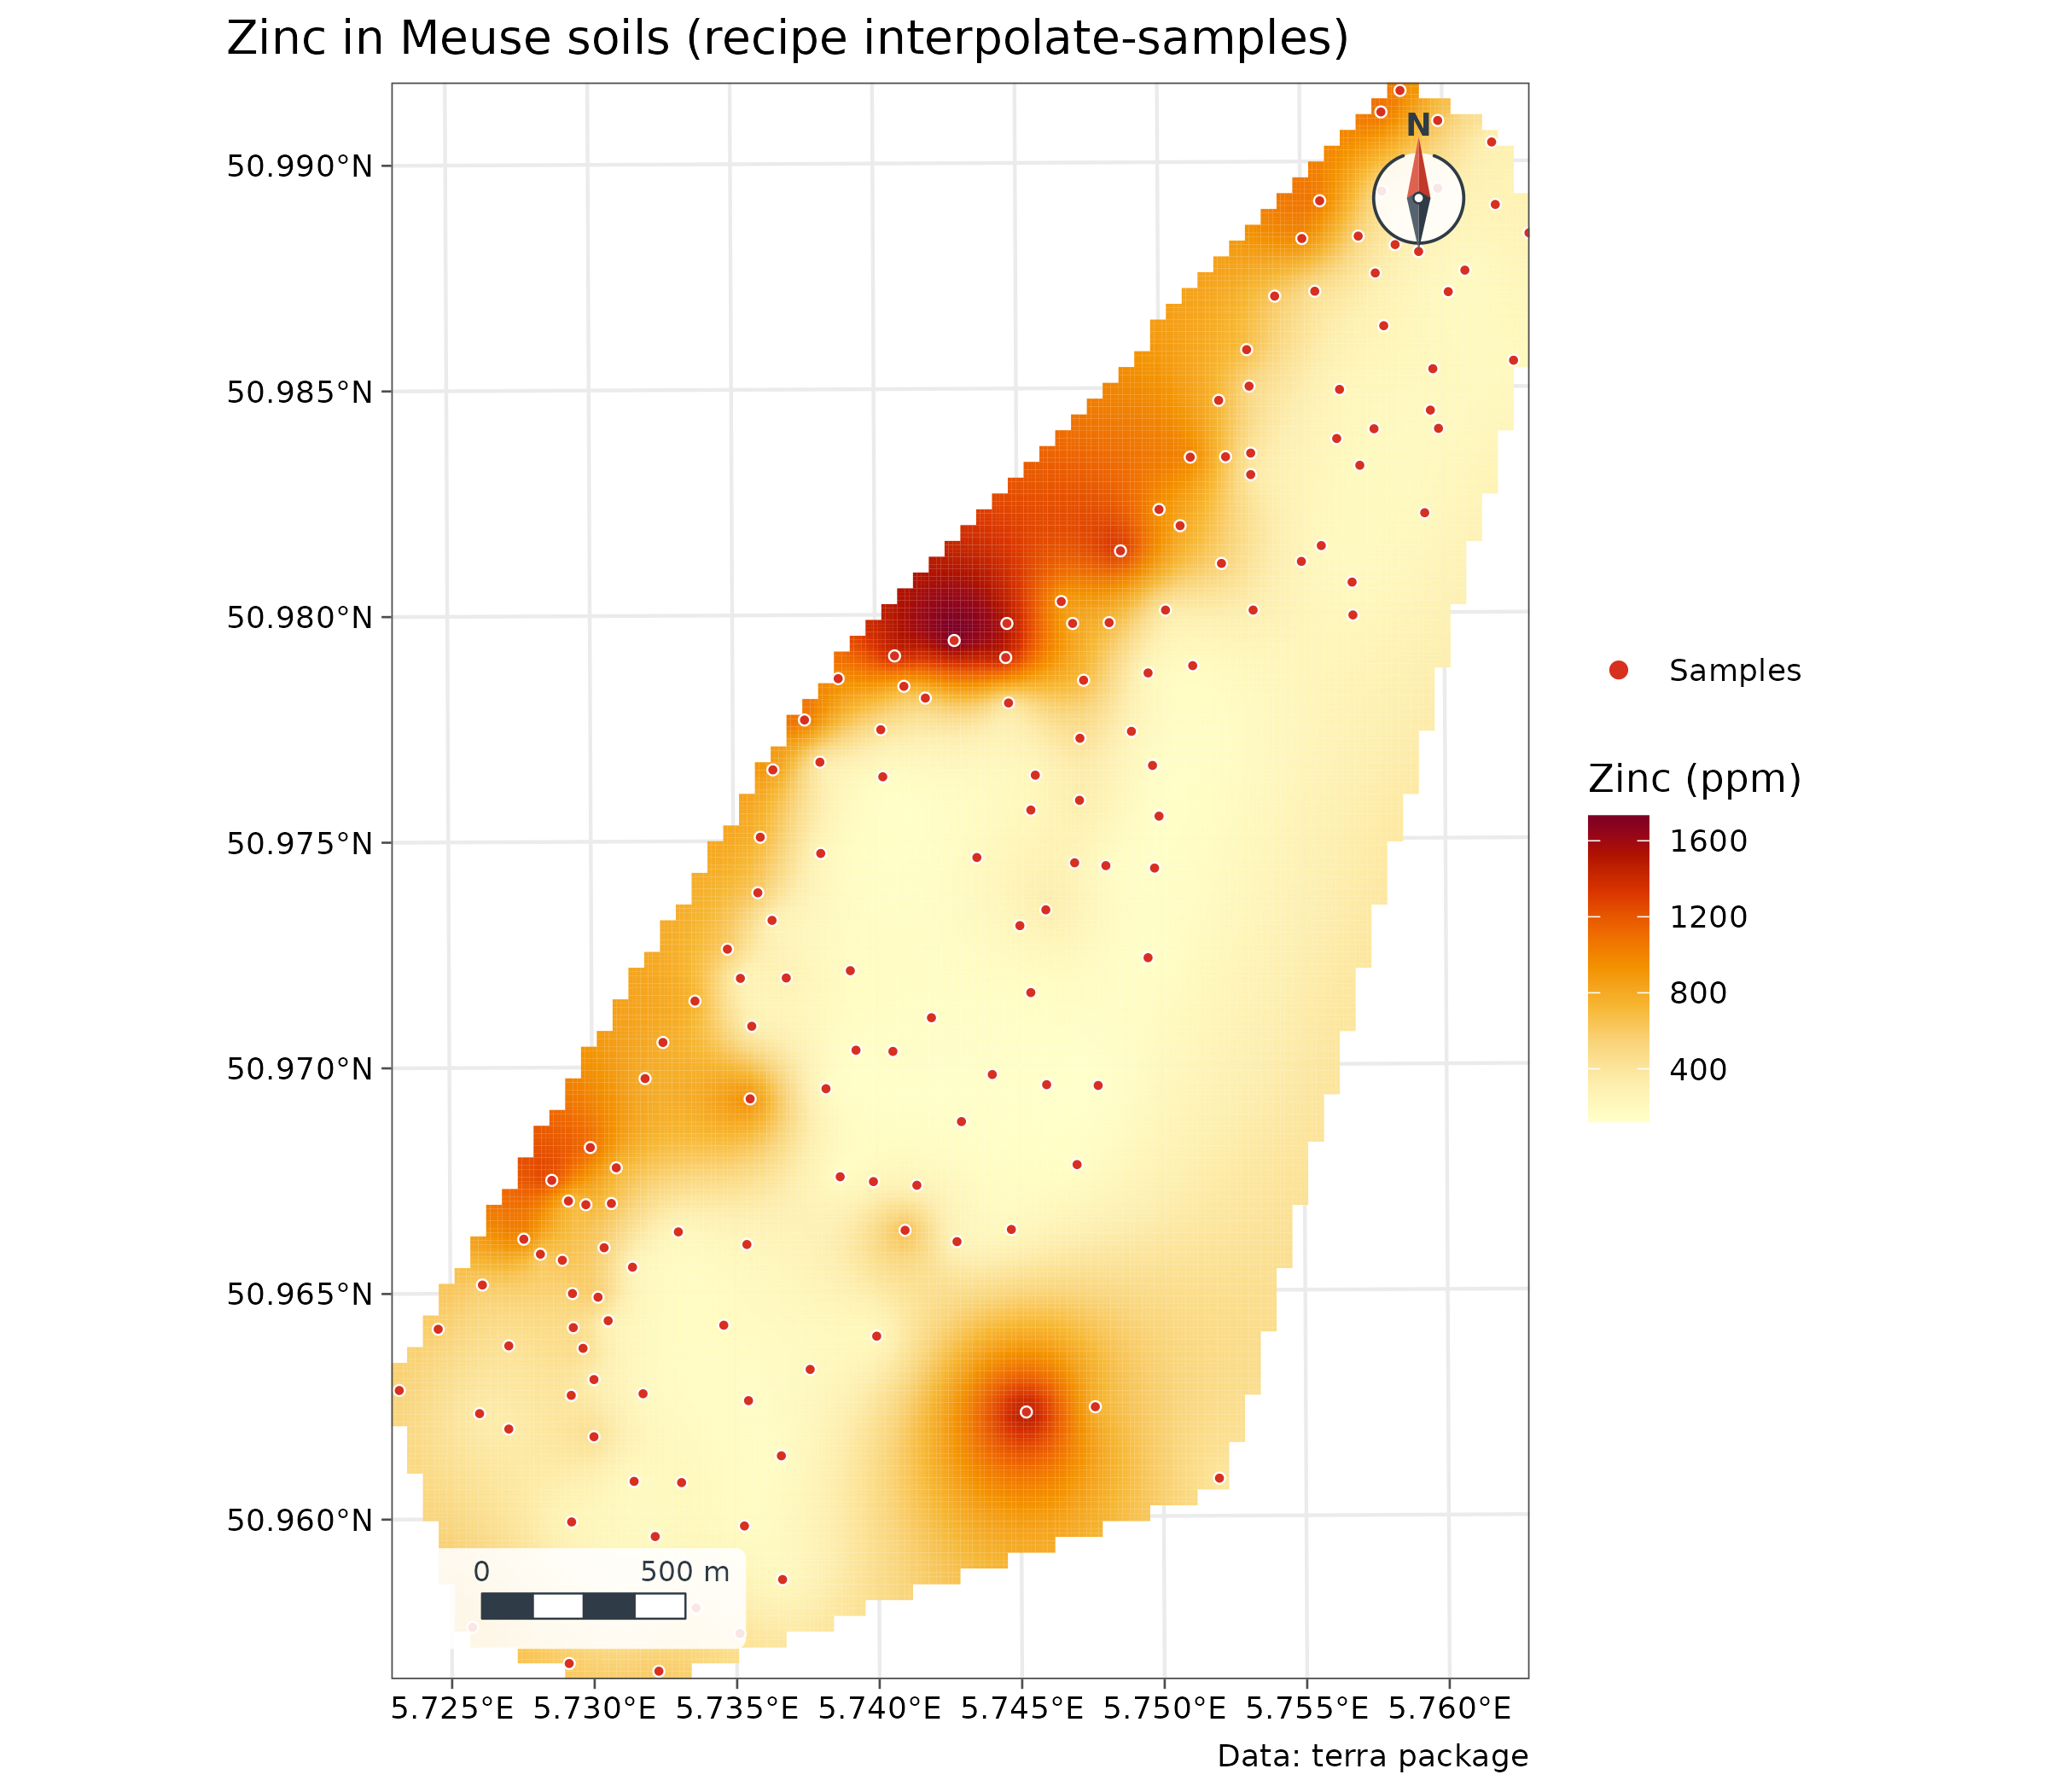 Zinc in Meuse soils (recipe interpolate-samples)
N
50.990°N
50.985°N
50.980°N
50.975°N
50.970°N
50.965°N
50.960°N
Samples
Zinc (ppm)
1600
1200
800
400
0 500 m
5.725°E 5.730°E 5.735°E 5.740°E 5.745°E 5.750°E 5.755°E 5.760°E
Data: terra package